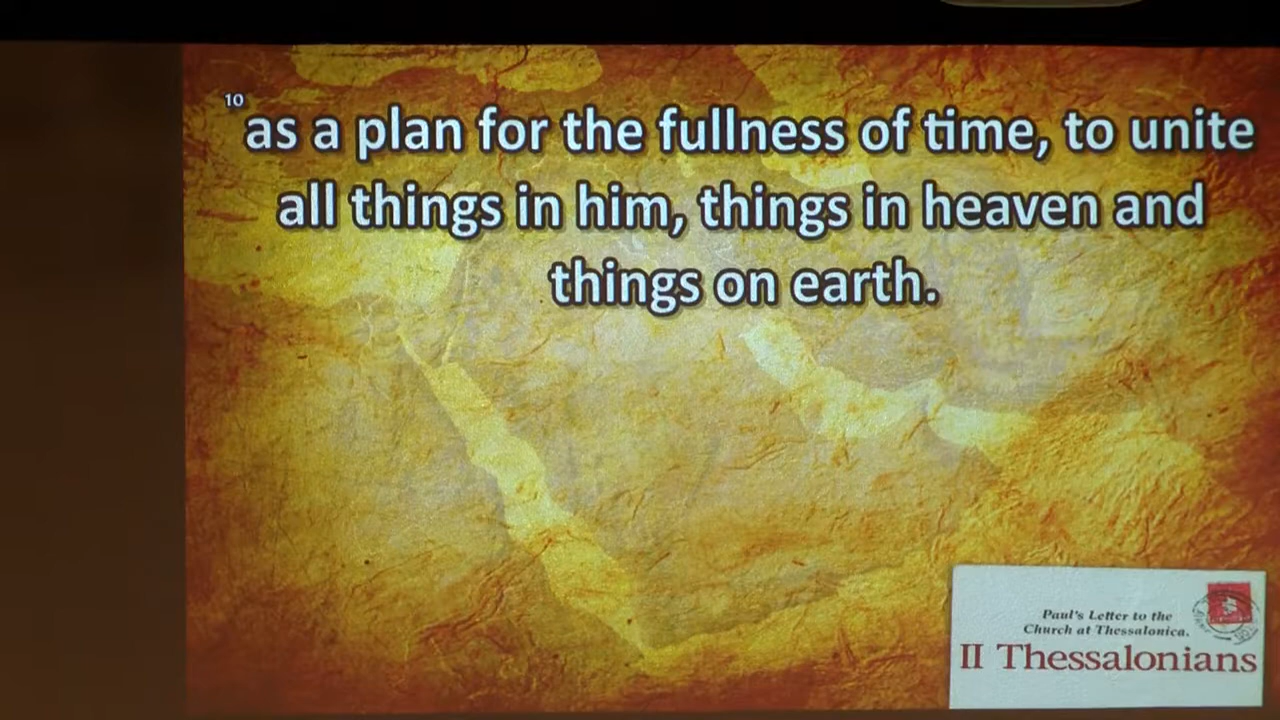 10
as a plan for the fullness of time, to unite
all things in him, things in heaven and
things on earth.
Paul's Letter to the
Church at Thessalonica.
II Thessalonians